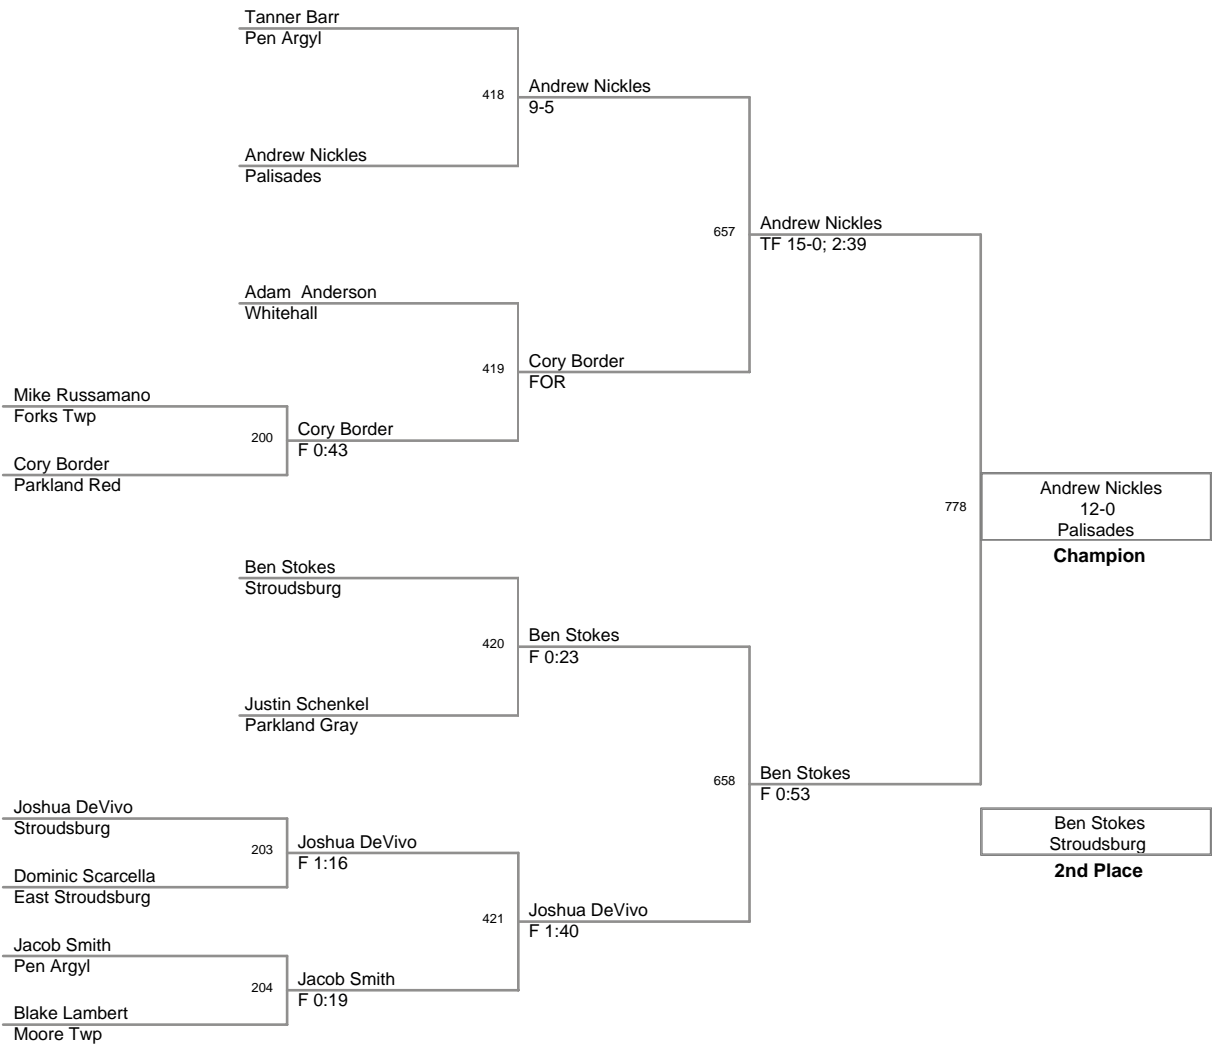 Tanner Barr
Pen Argyl
418
Andrew Nickles
9-5
Andrew Nickles
Palisades
657
Andrew Nickles
TF 15-0; 2:39
Adam  Anderson
Whitehall
419
Cory Border
FOR
Mike Russamano
Forks Twp
200
Cory Border
F 0:43
Cory Border
Parkland Red
778
Andrew Nickles
12-0
Palisades
Champion
Ben Stokes
Stroudsburg
420
Ben Stokes
F 0:23
Justin Schenkel
Parkland Gray
658
Ben Stokes
F 0:53
Joshua DeVivo
Stroudsburg
203
Joshua DeVivo
F 1:16
Dominic Scarcella
East Stroudsburg
Ben Stokes
Stroudsburg
2nd Place
421
Joshua DeVivo
F 1:40
Jacob Smith
Pen Argyl
204
Jacob Smith
F 0:19
Blake Lambert
Moore Twp